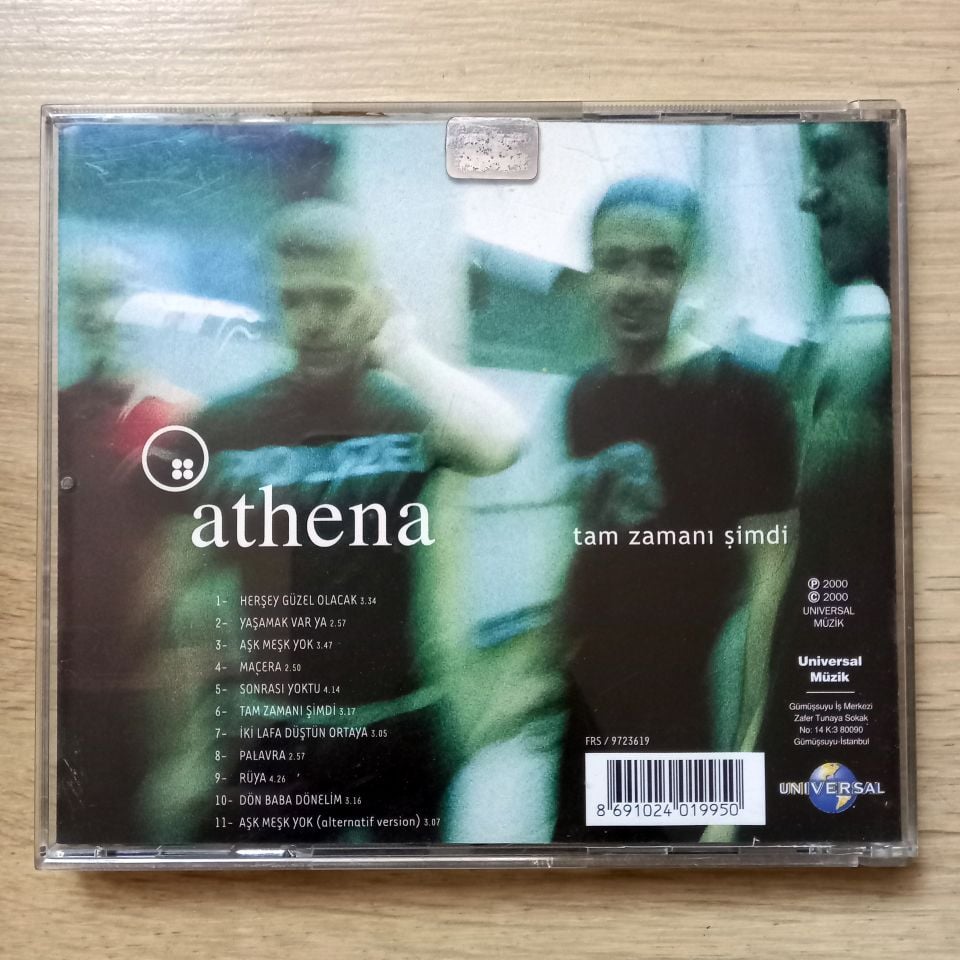 athena
tam zamanı şimdi
1- HERŞEY GÜZEL OLACAK 3.34
2- YAŞAMAK VAR YA 2.57
3- AŞK MEŞK YOK 3.47
4- MAÇERA 2.50
5- SONRASI YOKTU 4.14
6- TAM ZAMANI ŞİMDİ 3.17
7- İKİ LAFA DÜŞTÜN ORTAYA 3.05
8- PALAVRA 2.57
9- RÜYA 4.26
10- DÖN BABA DÖNELİM 3.16
11- AŞK MEŞK YOK (alternatif version) 3.07
Ⓟ 2000
© 2000
UNIVERSAL
MÜZİK
Universal
Müzik
Gümüşsuyu İş Merkezi
Zafer Tunaya Sokak
No: 14 K:3 80090
Gümüşsuyu-İstanbul
FRS / 9723619
8 691024 019950
UNIVERSAL